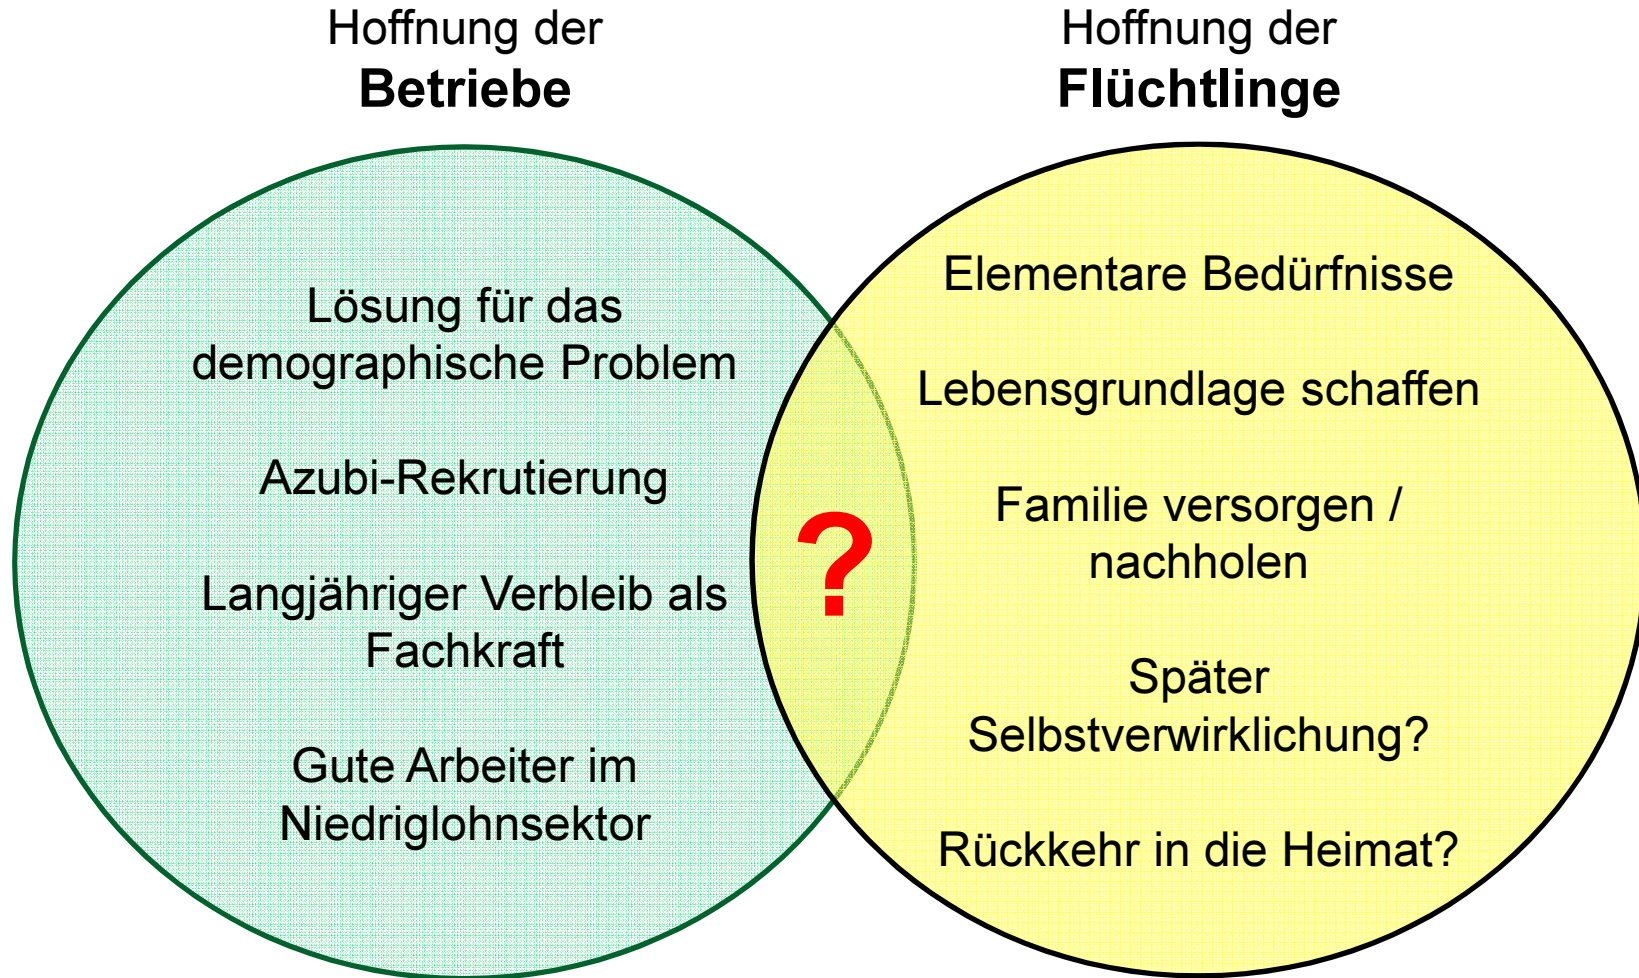 Hoffnung der
Betriebe
Lösung für das
demographische Problem
Azubi-Rekrutierung
Langjähriger Verbleib als
Fachkraft
Gute Arbeiter im
Niedriglohnsektor
?
Hoffnung der
Flüchtlinge
Elementare Bedürfnisse
Lebensgrundlage schaffen
Familie versorgen /
nachholen
Später
Selbstverwirklichung?
Rückkehr in die Heimat?